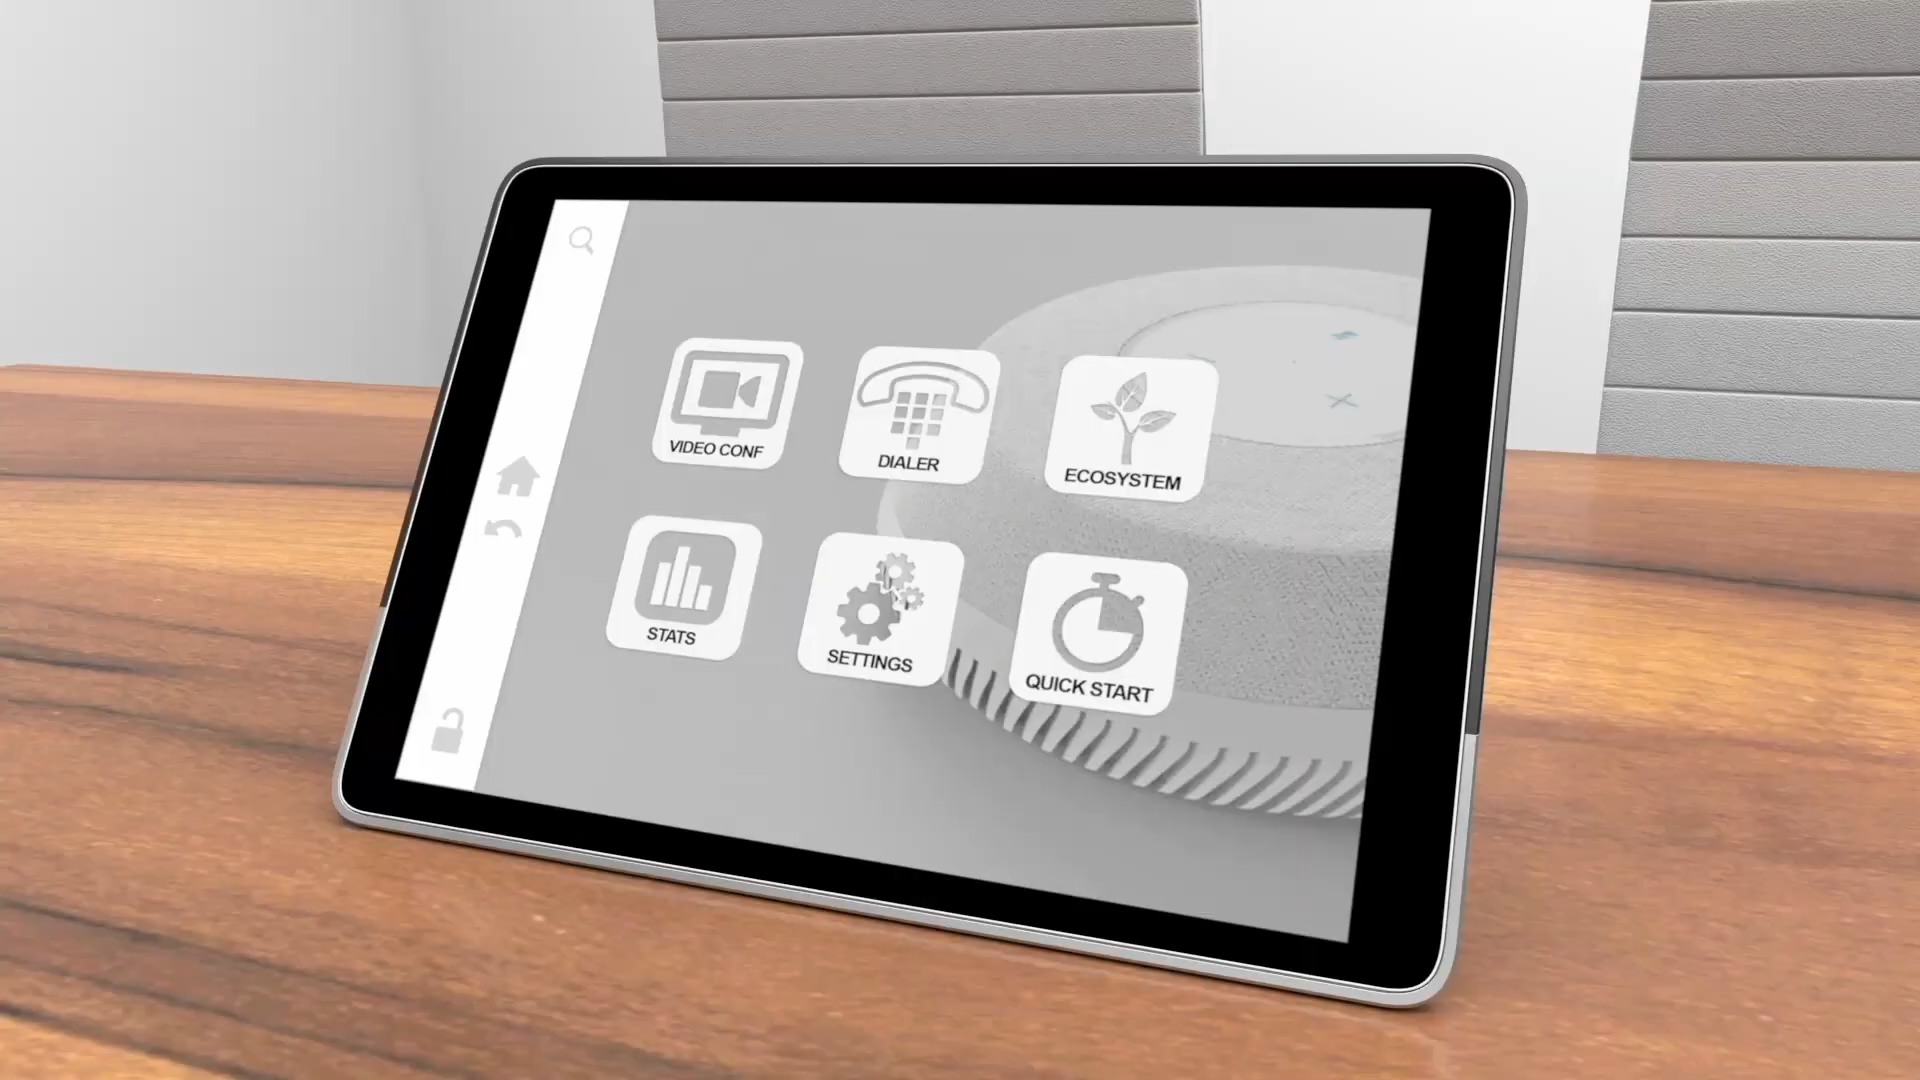 VIDEO CONF
DIALER
ECOSYSTEM
STATS
SETTINGS
QUICK START